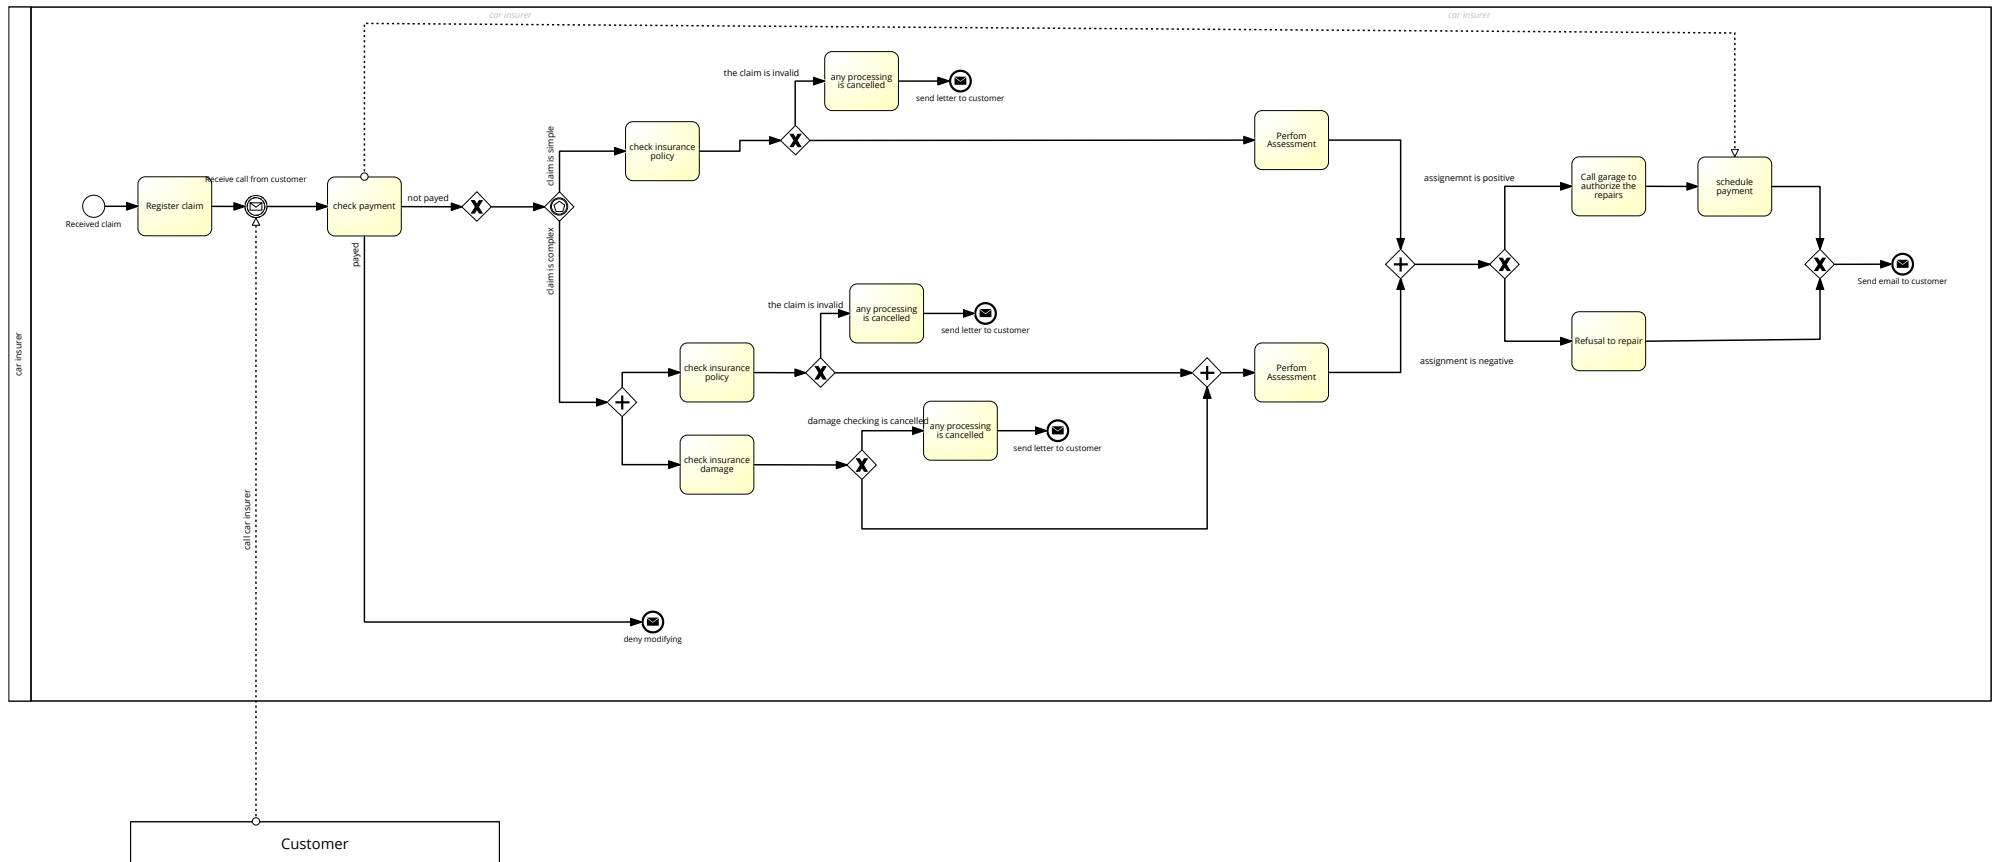 car insurer
car insurer
the claim is invalid
any processing
is cancelled
send letter to customer
claim is simple
check insurance
policy
Perfom
Assessment
Receive call from customer
Received claim
Register claim
check payment
not payed
payed
claim is complex
assignemnt is positive
Call garage to
authorize the
repairs
schedule
payment
Send email to customer
the claim is invalid
any processing
is cancelled
send letter to customer
car insurer
check insurance
policy
Perfom
Assessment
assignment is negative
Refusal to repair
damage checking is cancelled
any processing
is cancelled
send letter to customer
check insurance
damage
call car insurer
deny modifying
Customer